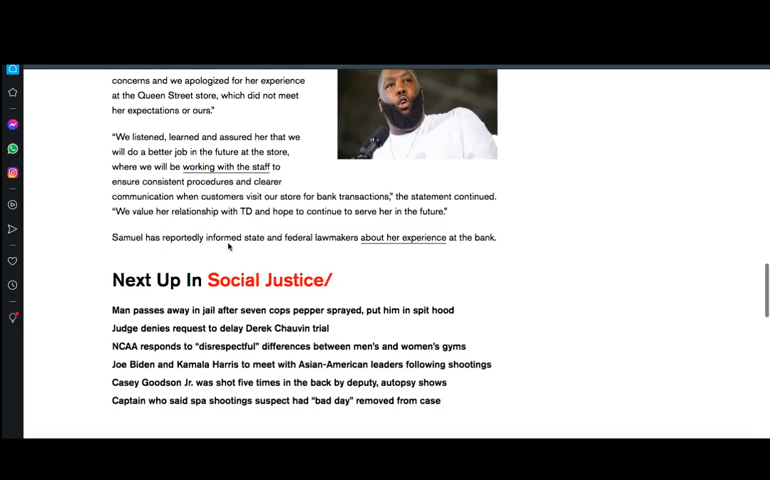 concerns and we apologized for her experience
at the Queen Street store, which did not meet
her expectations or ours.”
“We listened, learned and assured her that we
will do a better job in the future at the store,
where we will be working with the staff to
ensure consistent procedures and clearer
communication when customers visit our store for bank transactions,” the statement continued.
“We value her relationship with TD and hope to continue to serve her in the future.”
Samuel has reportedly informed state and federal lawmakers about her experience at the bank.
Next Up In Social Justice/
Man passes away in jail after seven cops pepper sprayed, put him in spit hood
Judge denies request to delay Derek Chauvin trial
NCAA responds to “disrespectful” differences between men’s and women’s gyms
Joe Biden and Kamala Harris to meet with Asian-American leaders following shootings
Casey Goodson Jr. was shot five times in the back by deputy, autopsy shows
Captain who said spa shootings suspect had “bad day” removed from case